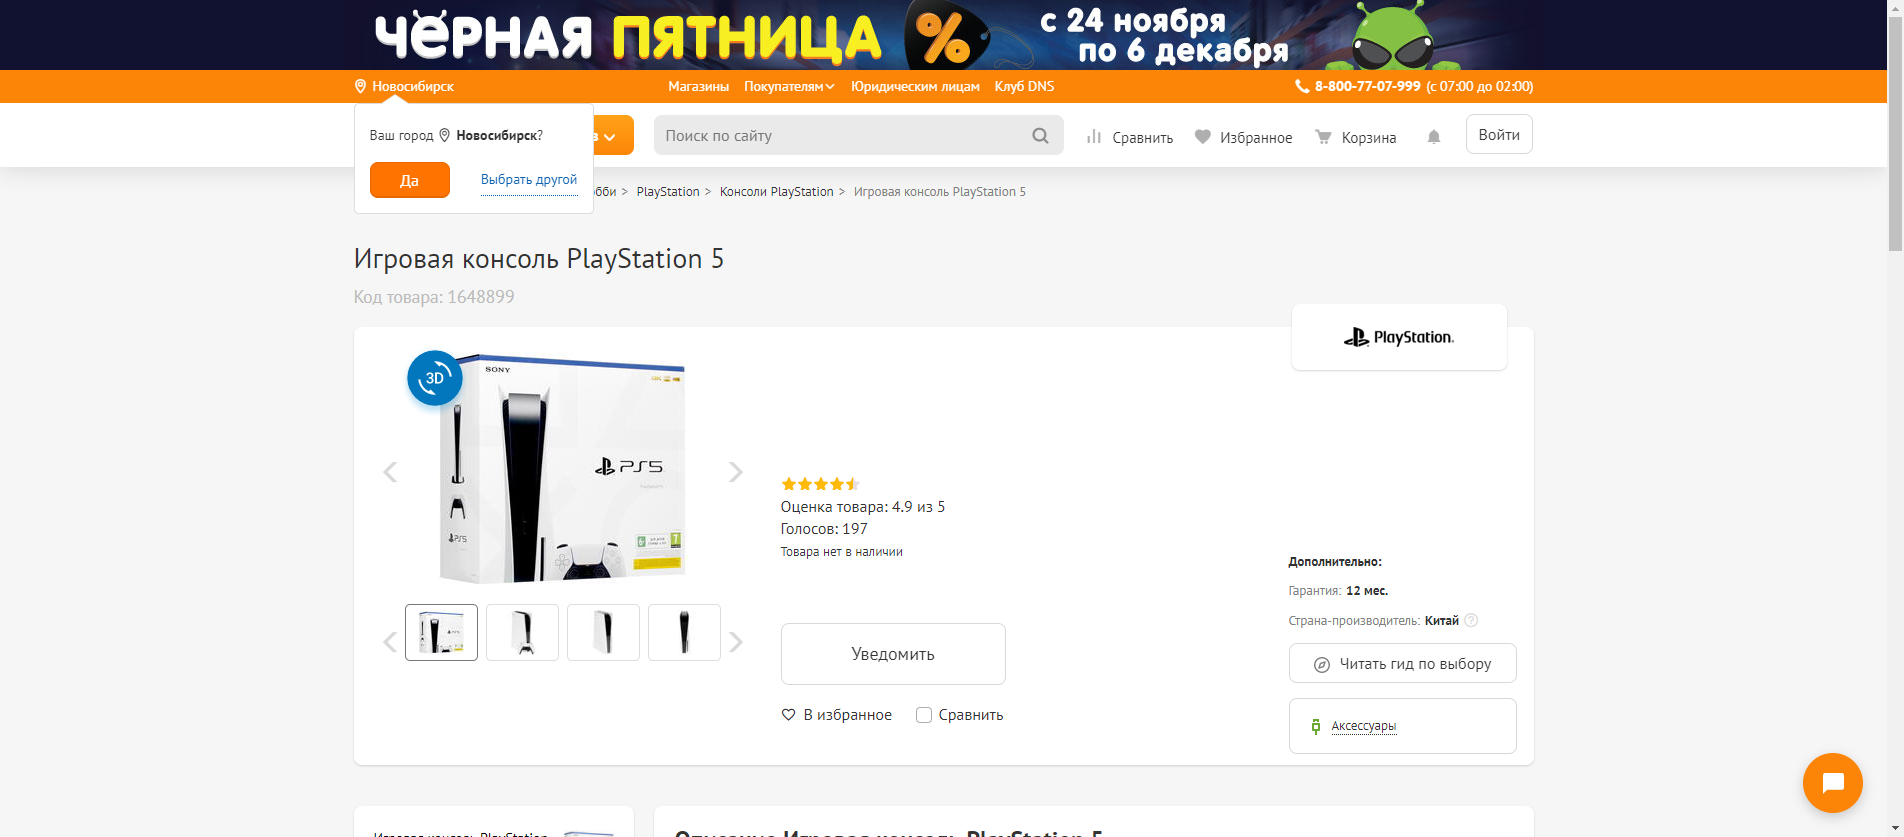 ЧЁРНАЯ ПЯТНИЦА
%
с 24 ноября
по 6 декабря
Новосибирск
Магазины
Покупателям
Юридическим лицам
Клуб DNS
8-800-77-07-999 (с 07:00 до 02:00)
Ваш город Новосибирск?
Да
Выбрать другой
в
Поиск по сайту
Сравнить
Избранное
Корзина
Войти
бби > PlayStation > Консоли PlayStation > Игровая консоль PlayStation 5
Игровая консоль PlayStation 5
Код товара: 1648899
PlayStation.
3D
SONY
PS5
PS5
6+
7
Оценка товара: 4.9 из 5
Голосов: 197
Товара нет в наличии
Уведомить
В избранное
Сравнить
Дополнительно:
Гарантия: 12 мес.
Страна-производитель: Китай ?
Читать гид по выбору
Аксессуары
Игровая консоль PlayStation
Описание Игровая консоль PlayStation 5